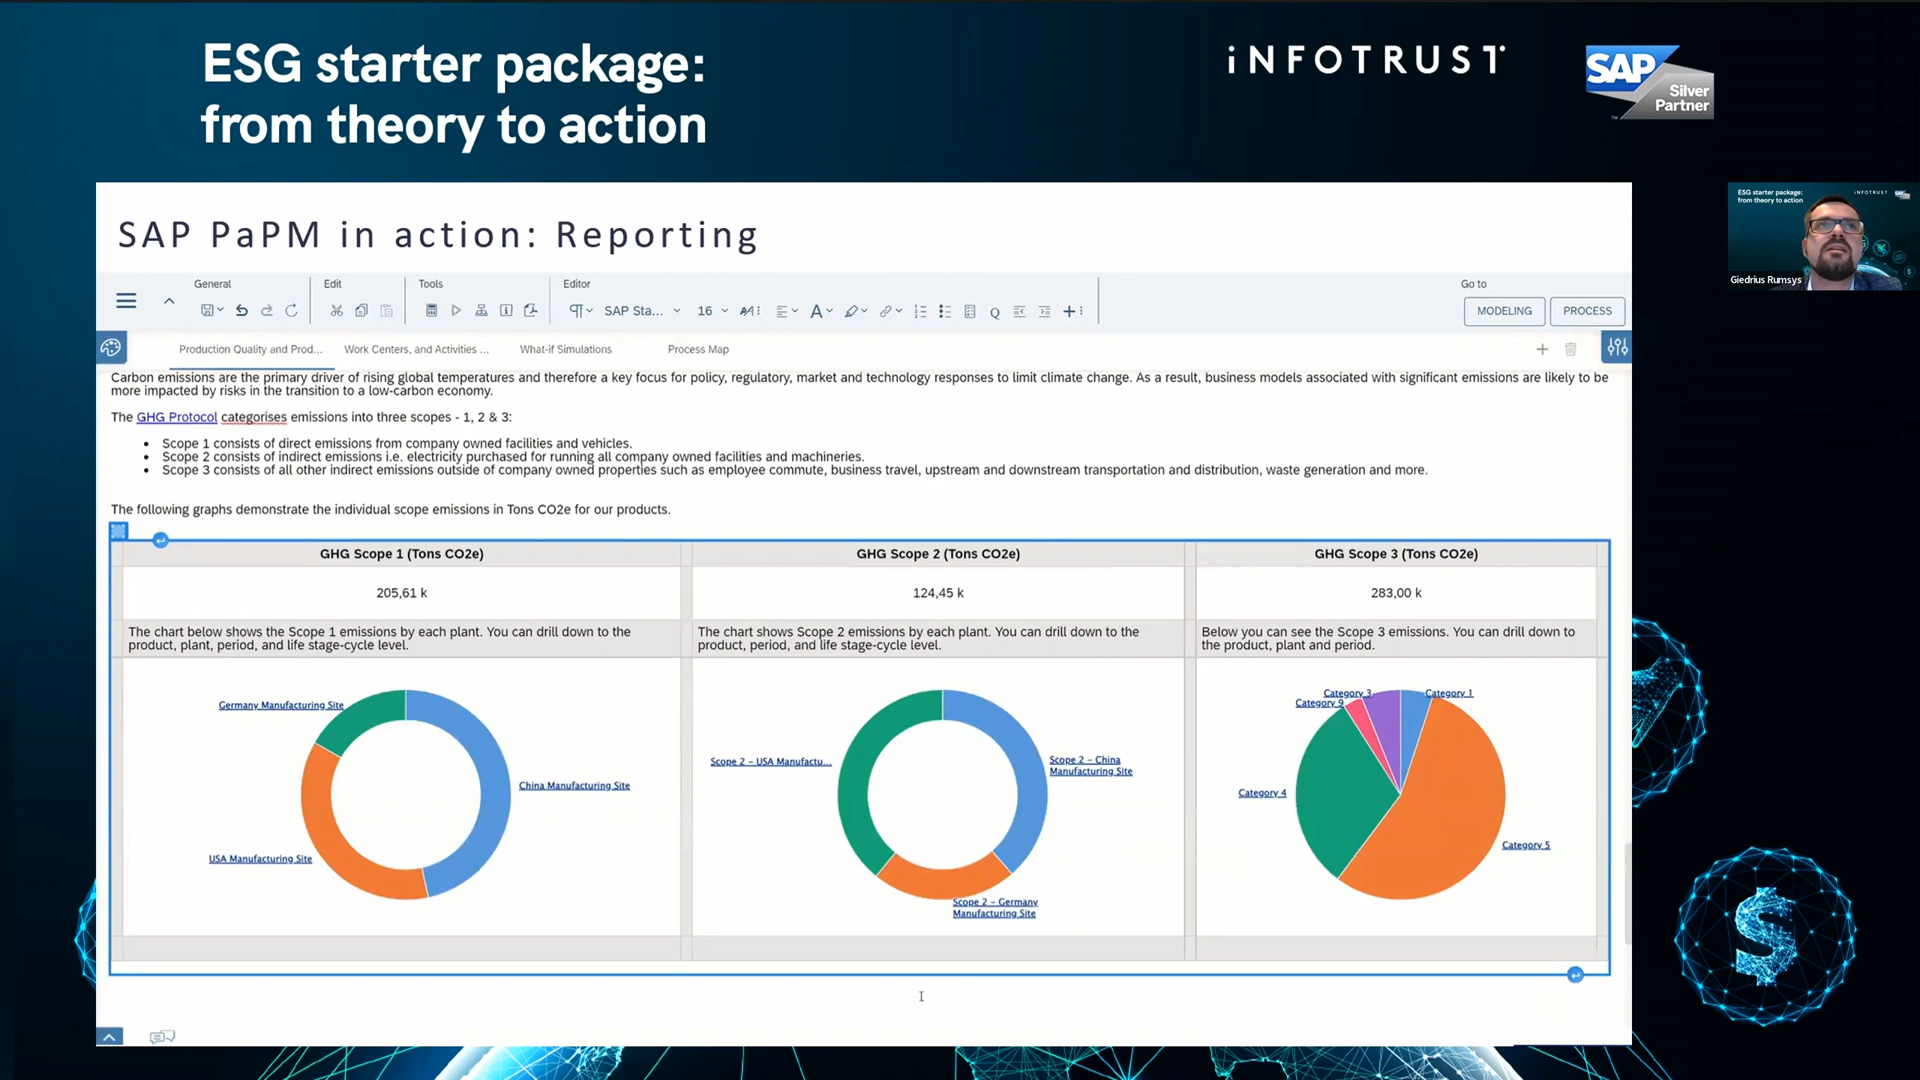 ESG starter package:
from theory to action
INFOTRUST
SAP
Silver
Partner
ESG starter package:
from theory to action
INFOTRUST
Giedrius Rumsys
SAP PaPM in action: Reporting
General
Edit
Tools
Editor
Go to
SAP Sta...
16
MODELING
PROCESS
Production Quality and Prod...
Work Centers, and Activities ...
What-if Simulations
Process Map
Carbon emissions are the primary driver of rising global temperatures and therefore a key focus for policy, regulatory, market and technology responses to limit climate change. As a result, business models associated with significant emissions are likely to be
more impacted by risks in the transition to a low-carbon economy.
The GHG Protocol categorises emissions into three scopes - 1, 2 & 3:
• Scope 1 consists of direct emissions from company owned facilities and vehicles.
• Scope 2 consists of indirect emissions i.e. electricity purchased for running all company owned facilities and machineries.
• Scope 3 consists of all other indirect emissions outside of company owned properties such as employee commute, business travel, upstream and downstream transportation and distribution, waste generation and more.
The following graphs demonstrate the individual scope emissions in Tons CO2e for our products.
GHG Scope 1 (Tons CO2e)
205,61 k
The chart below shows the Scope 1 emissions by each plant. You can drill down to the
product, plant, period, and life stage-cycle level.
Germany Manufacturing Site
China Manufacturing Site
USA Manufacturing Site
GHG Scope 2 (Tons CO2e)
124,45 k
The chart shows Scope 2 emissions by each plant. You can drill down to the
product, period, and life stage-cycle level.
Scope 2 - USA Manufactu...
Scope 2 - China
Manufacturing Site
Scope 2 - Germany
Manufacturing Site
GHG Scope 3 (Tons CO2e)
283,00 k
Below you can see the Scope 3 emissions. You can drill down to
the product, plant and period.
Category 3
Category 1
Category 9
Category 4
Category 5